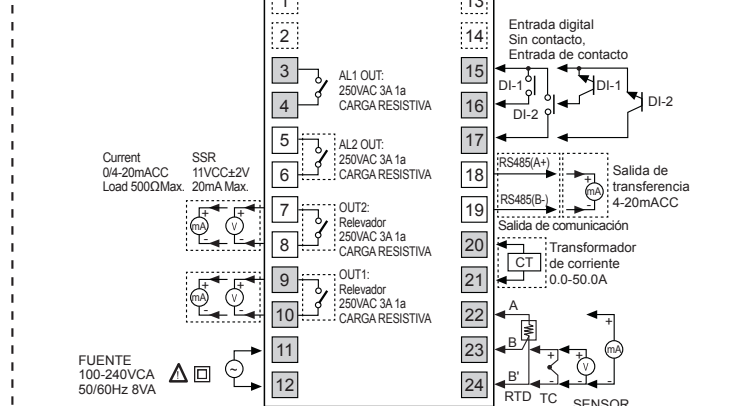 1
2
3
4
AL1 OUT:
250VAC 3A 1a
CARGA RESISTIVA
5
6
AL2 OUT:
250VAC 3A 1a
CARGA RESISTIVA
Current
0/4-20mACC
Load 500ΩMax.
SSR
11VCC±2V
20mA Max.
mA
+
-
V
+
-
7
8
OUT2:
Relevador
250VAC 3A 1a
CARGA RESISTIVA
mA
+
-
V
+
-
9
10
OUT1:
Relevador
250VAC 3A 1a
CARGA RESISTIVA
FUENTE
100-240VCA
50/60Hz 8VA
11
12
13
14
15
16
17
Entrada digital
Sin contacto,
Entrada de contacto
DI-1
DI-2
DI-1
DI-2
18
19
RS485(A+)
RS485(B-)
+
mA
-
Salida de
transferencia
4-20mACC
Salida de comunicación
20
21
CT
Transformador
de corriente
0.0-50.0A
22
23
24
A
B
B'
RTD
+
-
TC
+
V
-
+
mA
-
SENSOR